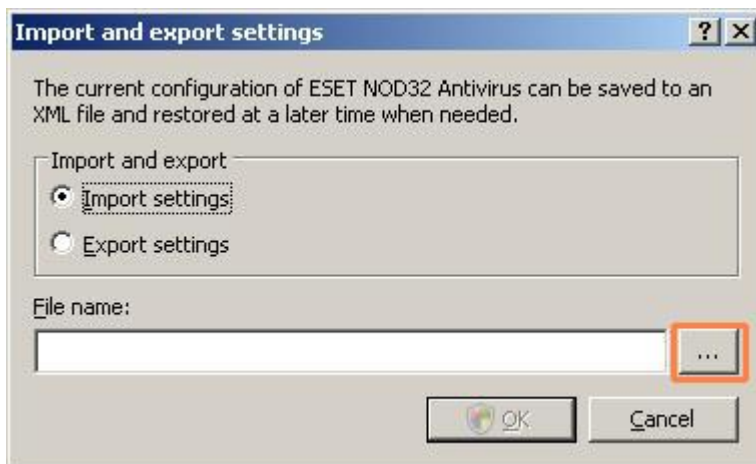 Import and export settings
The current configuration of ESET NOD32 Antivirus can be saved to an
XML file and restored at a later time when needed.
Import and export
Import settings
Export settings
File name:
...
OK
Cancel